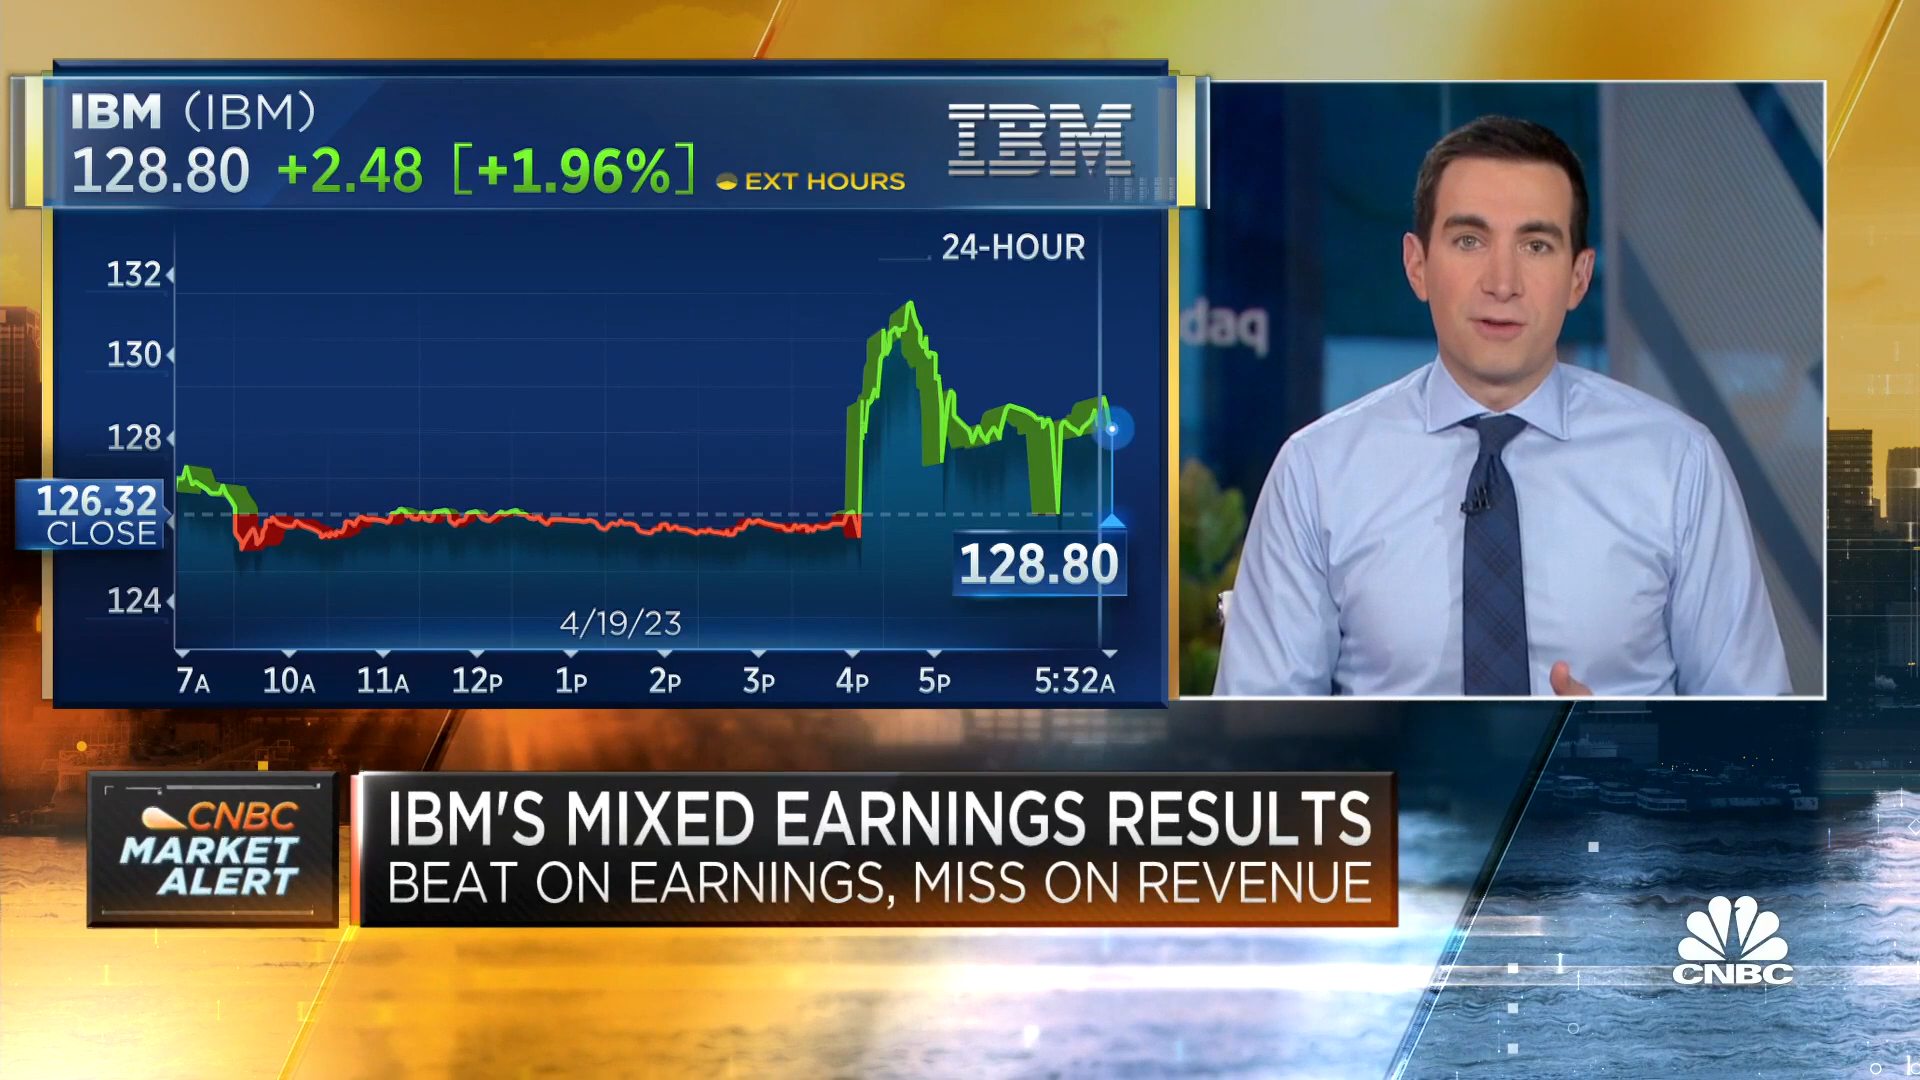 IBM (IBM)
128.80 +2.48 [+1.96%] EXT HOURS
IBM
24-HOUR
132
130
128
126.32
CLOSE
124
128.80
4/19/23
7A 10A 11A 12P 1P 2P 3P 4P 5P 5:32A
daq
CNBC
MARKET
ALERT
IBM'S MIXED EARNINGS RESULTS
BEAT ON EARNINGS, MISS ON REVENUE
CNBC